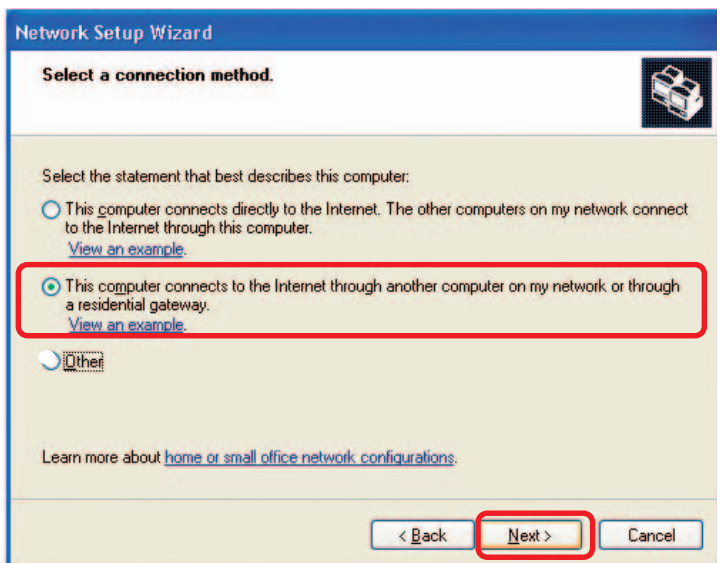 Network Setup Wizard
Select a connection method.
Select the statement that best describes this computer:
This computer connects directly to the Internet. The other computers on my network connect
to the Internet through this computer.
View an example.
This computer connects to the Internet through another computer on my network or through
a residential gateway.
View an example.
Other
Learn more about home or small office network configurations.
< Back Next > Cancel